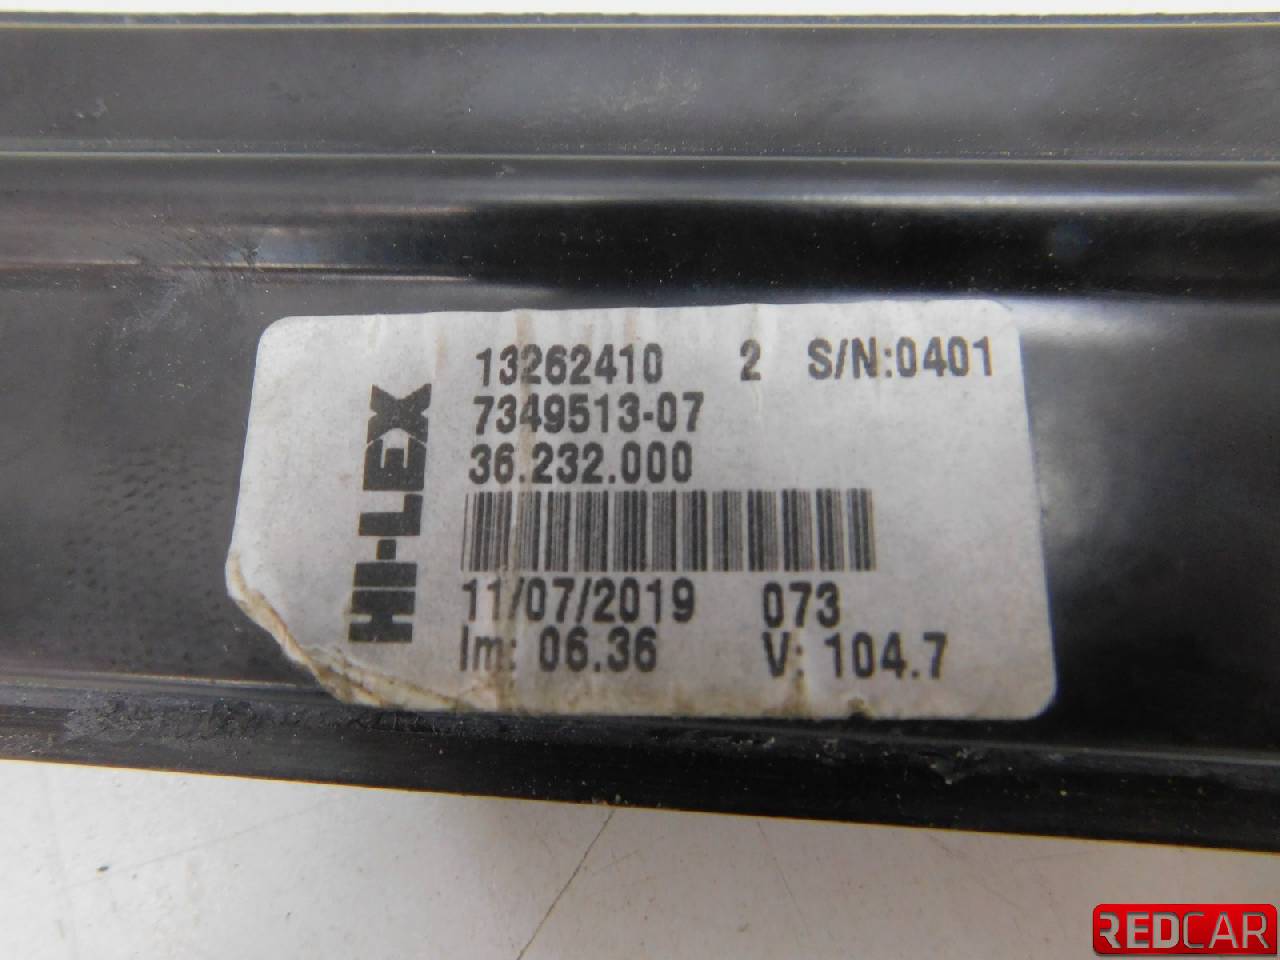 13262410 2 S/N:0401
7349513-07
36.232.000
HI-LEX
11/07/2019 073
Im: 06.36 V: 104.7
REDCAR